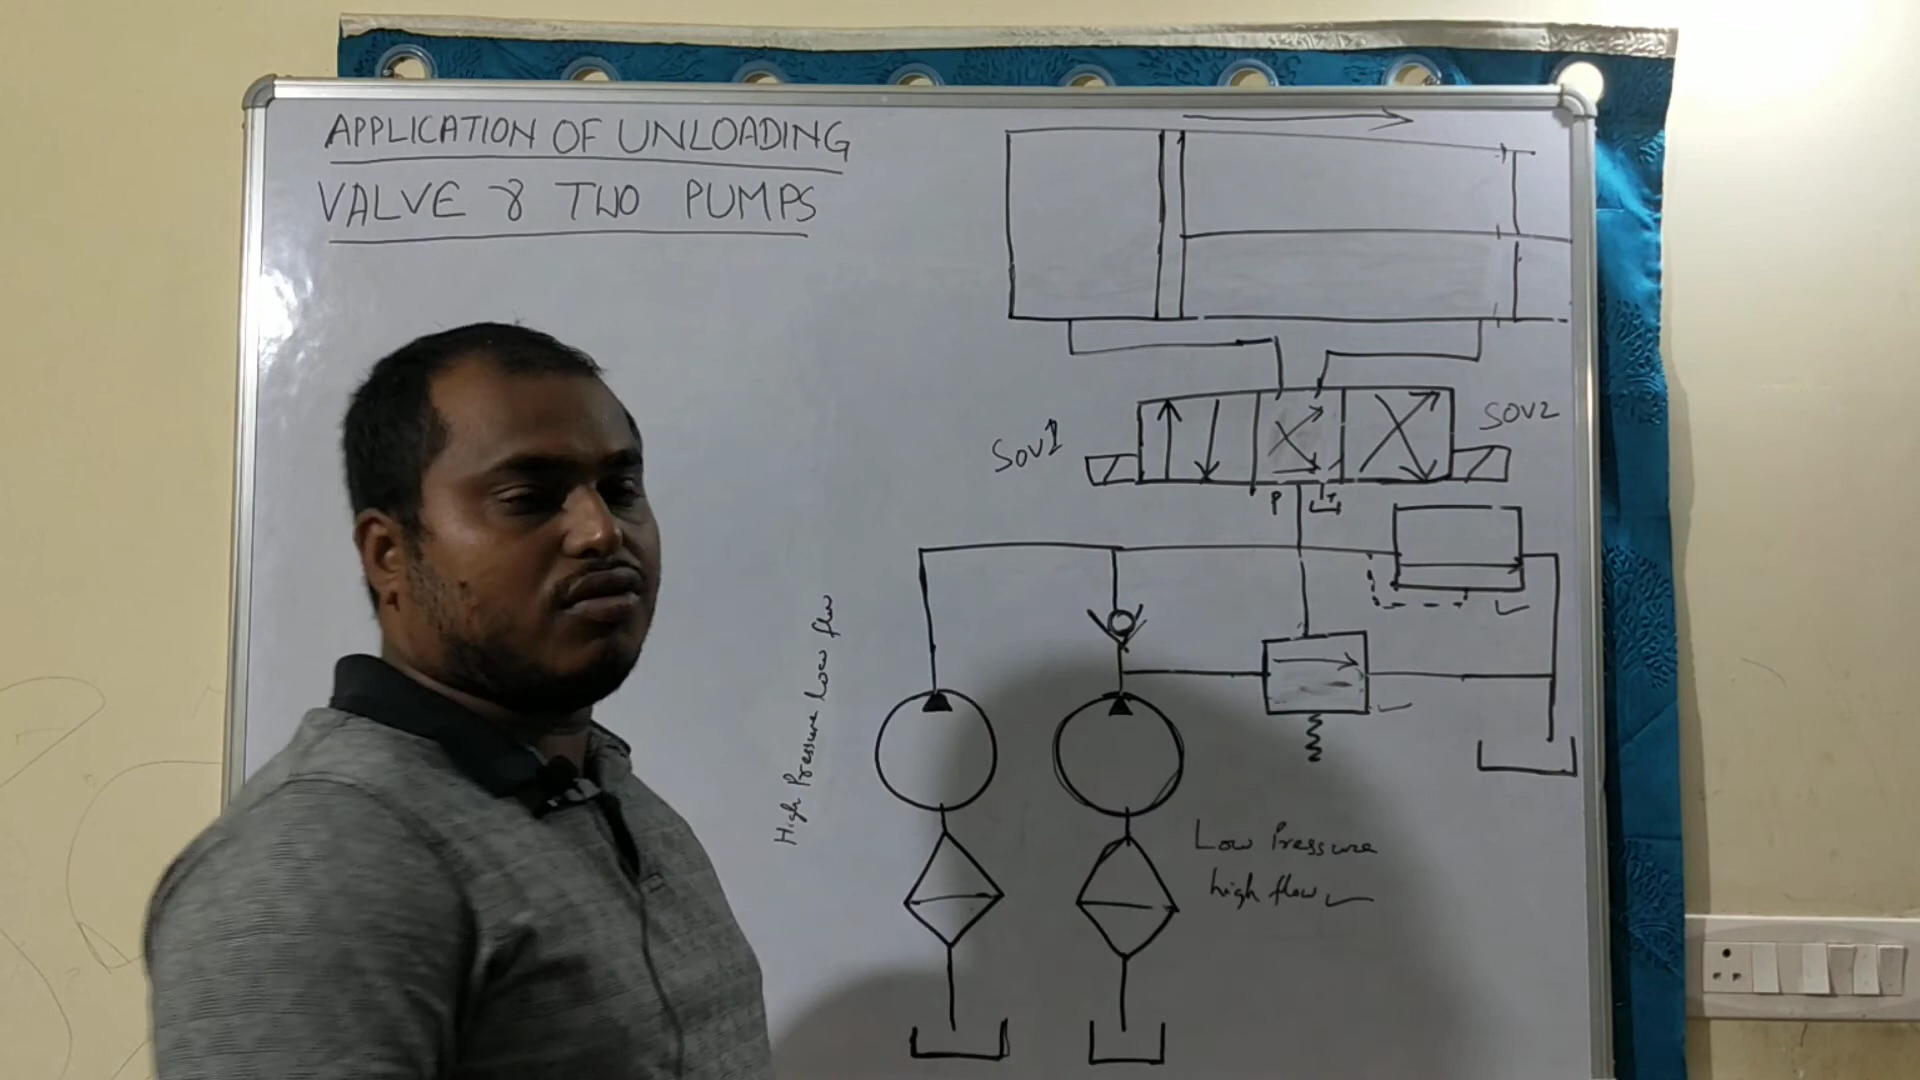 APPLICATION OF UNLOADING
VALVE & TWO PUMPS
SOV1
SOV2
P
T
High Pressure low flow
Low Pressure
high flow